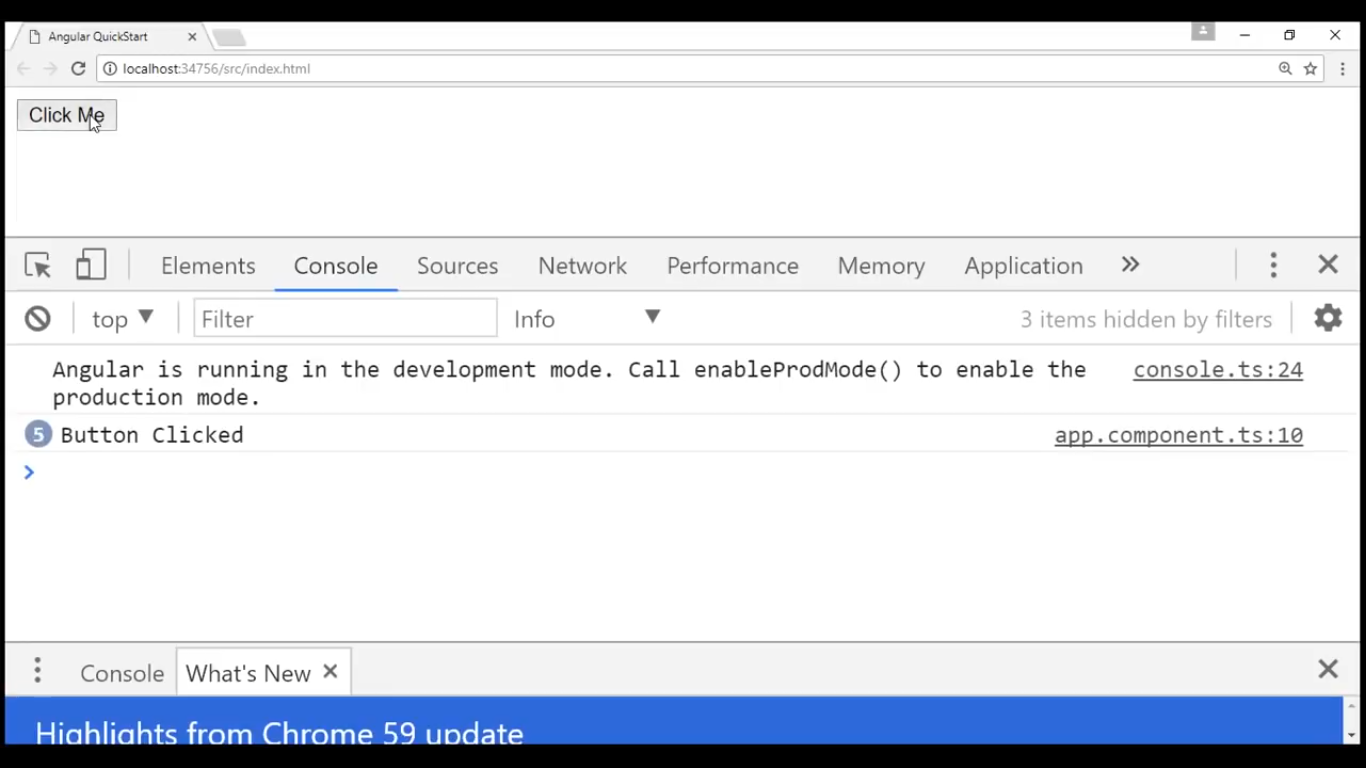 Angular QuickStart
localhost:34756/src/index.html
Click Me
Elements Console Sources Network Performance Memory Application
top Filter Info 3 items hidden by filters
Angular is running in the development mode. Call enableProdMode() to enable the console.ts:24
production mode.
5 Button Clicked app.component.ts:10
Console What's New
Highlights from Chrome 59 update